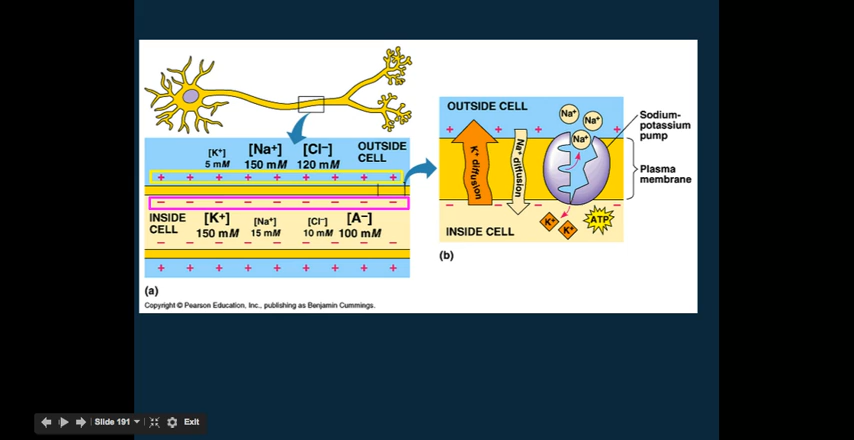 [K+] [Na+] [Cl–] OUTSIDE
5 mM 150 mM 120 mM CELL
+ + + + + + + + +
– – – – – – – – –
INSIDE [K+] [Na+] [Cl–] [A–]
CELL 150 mM 15 mM 10 mM 100 mM
– – – – – – – – –
+ + + + + + + + +
(a)
Copyright © Pearson Education, Inc., publishing as Benjamin Cummings.
OUTSIDE CELL
Na+
Na+
Na+
+ + + +
K+ diffusion
Na+ diffusion
Sodium-
potassium
pump
Plasma
membrane
– – – –
K+
K+
ATP
INSIDE CELL
(b)
Slide 191
Exit